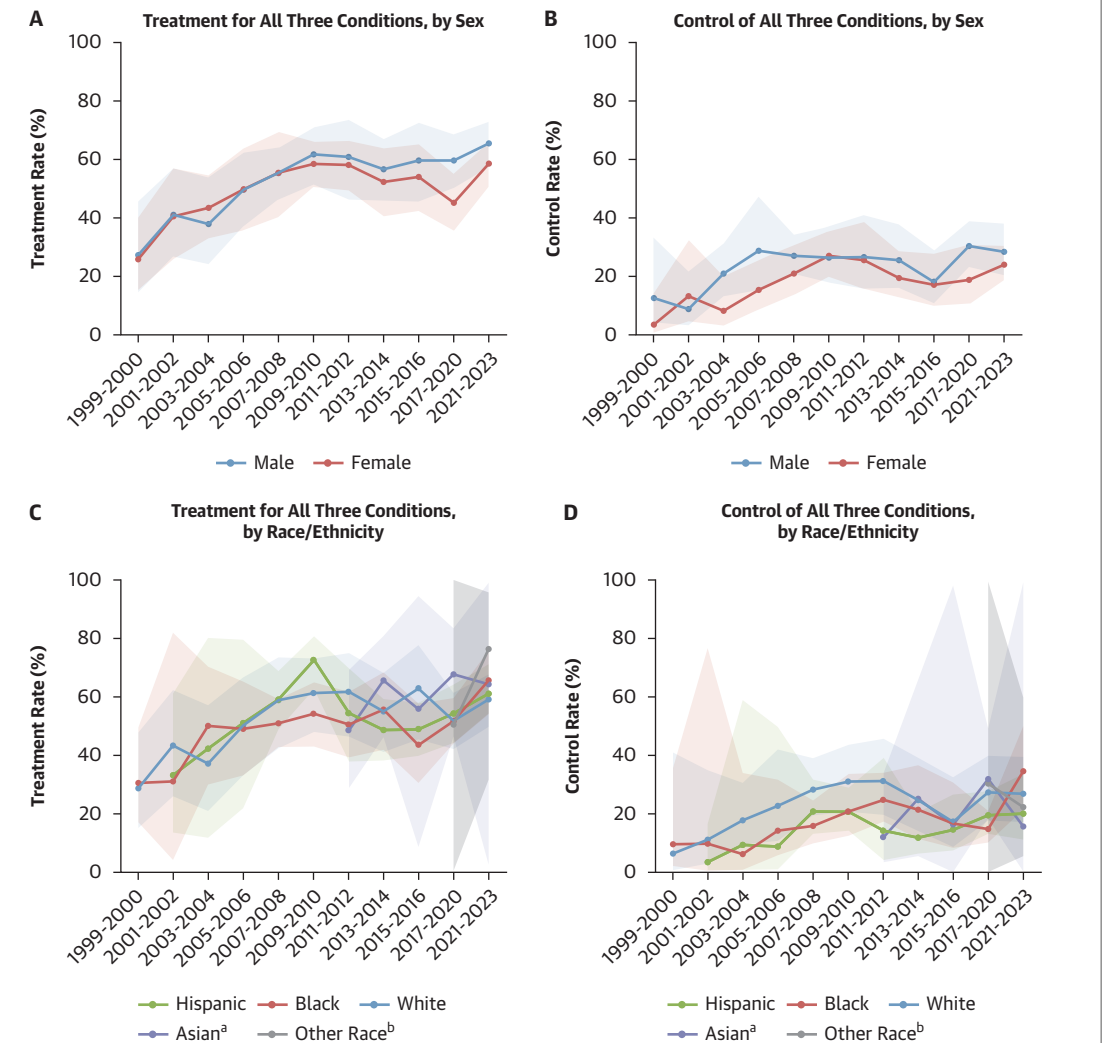 A
Treatment for All Three Conditions, by Sex
Treatment Rate (%)
100
80
60
40
20
0
1999-2000
2001-2002
2003-2004
2005-2006
2007-2008
2009-2010
2011-2012
2013-2014
2015-2016
2017-2020
2021-2023
Male
Female
B
Control of All Three Conditions, by Sex
Control Rate (%)
100
80
60
40
20
0
1999-2000
2001-2002
2003-2004
2005-2006
2007-2008
2009-2010
2011-2012
2013-2014
2015-2016
2017-2020
2021-2023
Male
Female
C
Treatment for All Three Conditions,
by Race/Ethnicity
Treatment Rate (%)
100
80
60
40
20
0
1999-2000
2001-2002
2003-2004
2005-2006
2007-2008
2009-2010
2011-2012
2013-2014
2015-2016
2017-2020
2021-2023
Hispanic
Black
White
Asianᵃ
Other Raceᵇ
D
Control of All Three Conditions,
by Race/Ethnicity
Control Rate (%)
100
80
60
40
20
0
1999-2000
2001-2002
2003-2004
2005-2006
2007-2008
2009-2010
2011-2012
2013-2014
2015-2016
2017-2020
2021-2023
Hispanic
Black
White
Asianᵃ
Other Raceᵇ